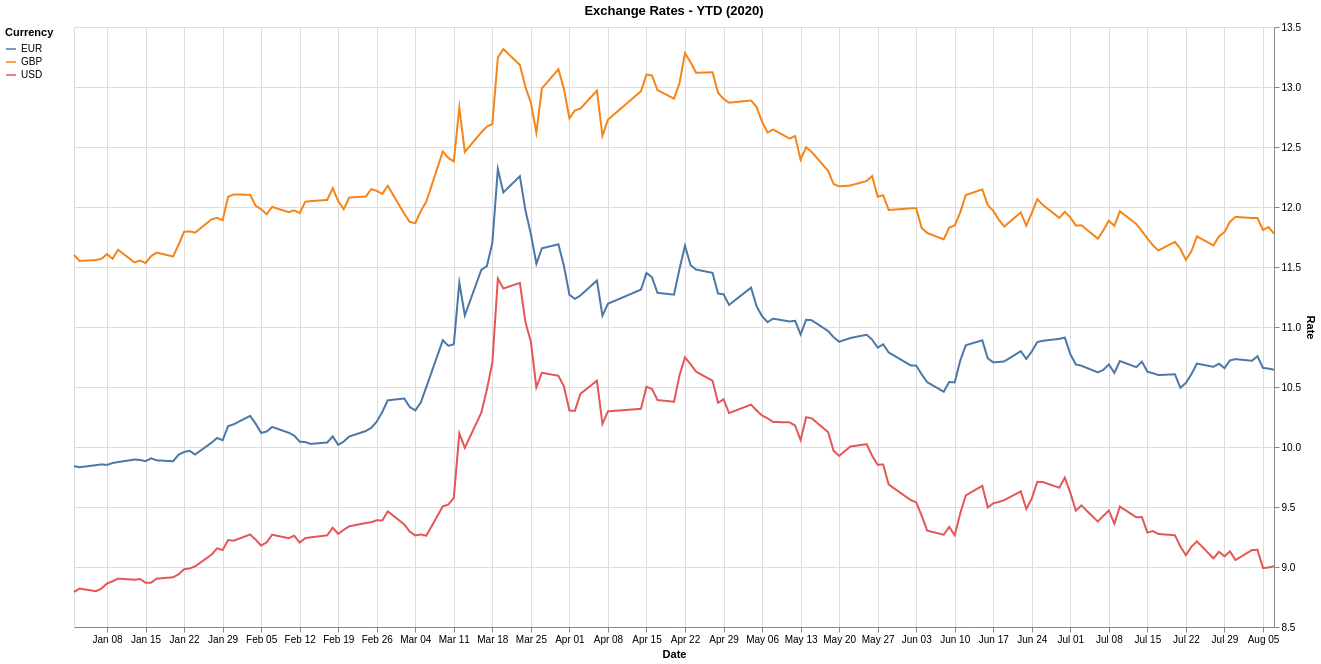 Exchange Rates - YTD (2020)
Currency
EUR
GBP
USD
13.5
13.0
12.5
12.0
11.5
11.0
10.5
10.0
9.5
9.0
8.5
Rate
Jan 08 Jan 15 Jan 22 Jan 29 Feb 05 Feb 12 Feb 19 Feb 26 Mar 04 Mar 11 Mar 18 Mar 25 Apr 01 Apr 08 Apr 15 Apr 22 Apr 29 May 06 May 13 May 20 May 27 Jun 03 Jun 10 Jun 17 Jun 24 Jul 01 Jul 08 Jul 15 Jul 22 Jul 29 Aug 05
Date